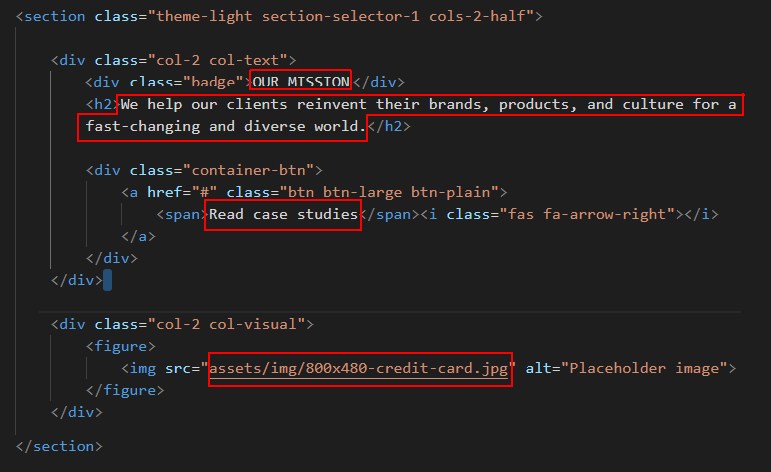 <section class="theme-light section-selector-1 cols-2-half">
<div class="col-2 col-text">
<div class="badge">OUR MISSION</div>
<h2>We help our clients reinvent their brands, products, and culture for a
fast-changing and diverse world.</h2>
<div class="container-btn">
<a href="#" class="btn btn-large btn-plain">
<span>Read case studies</span><i class="fas fa-arrow-right"></i>
</a>
</div>
</div>
<div class="col-2 col-visual">
<figure>
<img src="assets/img/800x480-credit-card.jpg" alt="Placeholder image">
</figure>
</div>
</section>